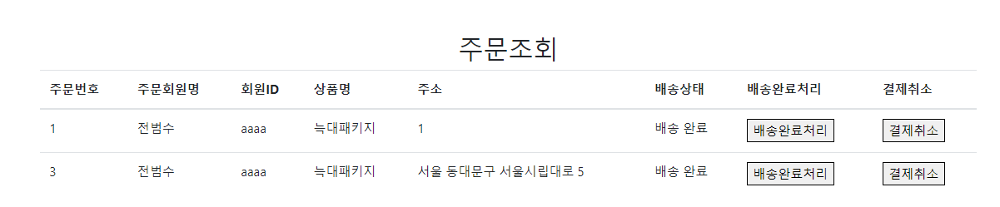 주문조회
주문번호 주문회원명 회원ID 상품명 주소 배송상태 배송완료처리 결제취소
1 전범수 aaaa 늑대패키지 1 배송 완료 배송완료처리 결제취소
3 전범수 aaaa 늑대패키지 서울 동대문구 서울시립대로 5 배송 완료 배송완료처리 결제취소